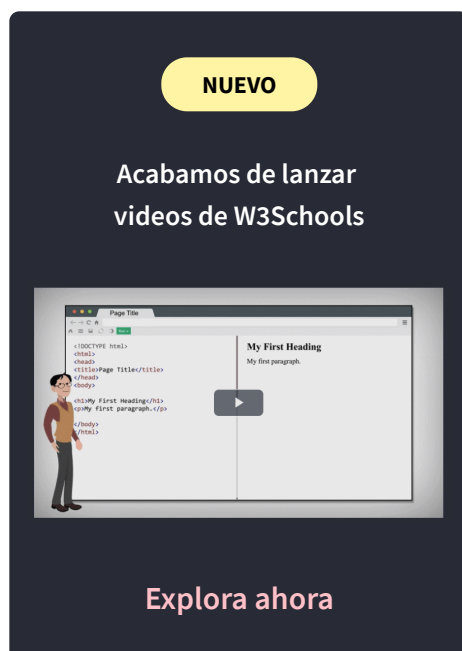 NUEVO
Acabamos de lanzar
videos de W3Schools
Page Title
<!DOCTYPE html>
<html>
<head>
<title>Page Title</title>
</head>
<body>
<h1>My First Heading</h1>
<p>My first paragraph.</p>
</body>
</html>
My First Heading
My first paragraph.
Explora ahora